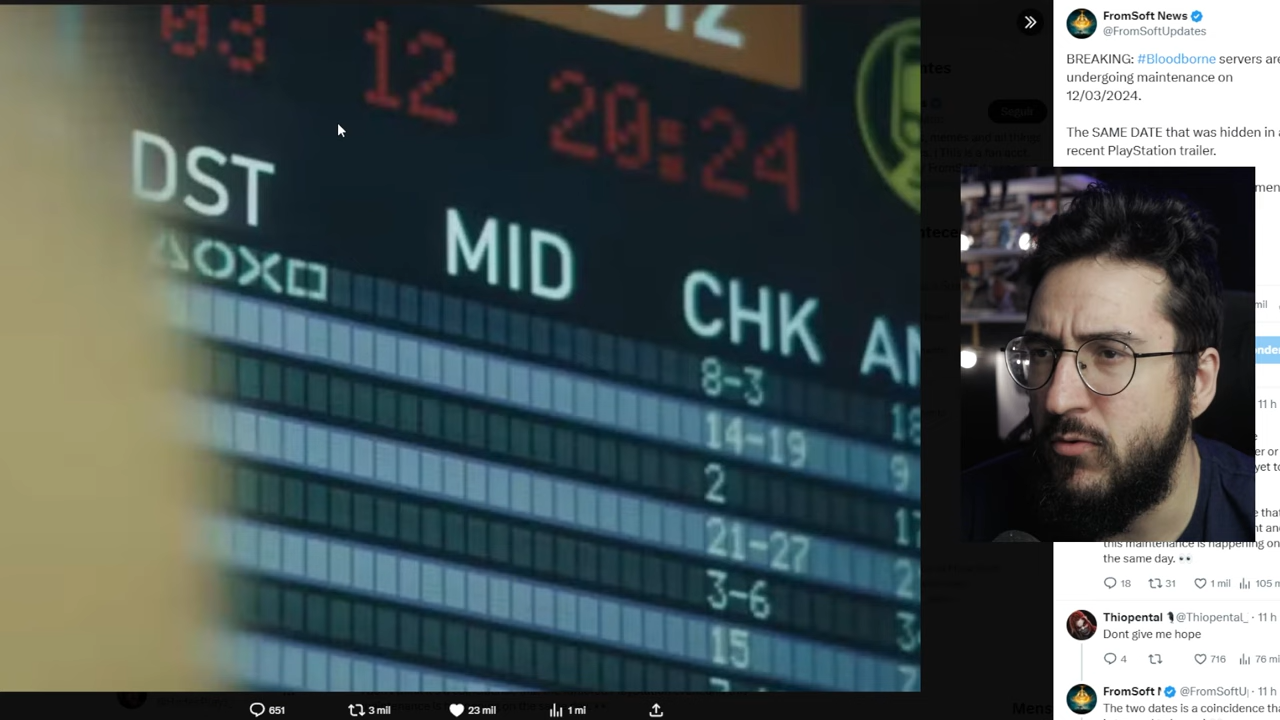 03 12 20:24
DST
MID
CHK
△○✕□
8-3
14-19
2
21-27
3-6
15
651
3 mil
23 mil
1 mi
FromSoft News
@FromSoftUpdates
BREAKING: #Bloodborne servers are
undergoing maintenance on
12/03/2024.
The SAME DATE that was hidden in a
recent PlayStation trailer.
this maintenance is happening on
the same day. 👀
18
31
1 mil
105 m
Thiopental @Thiopental_ · 11 h
Dont give me hope
4
716
76 mi
FromSoft @FromSoftU · 11 h
The two dates is a coincidence tha